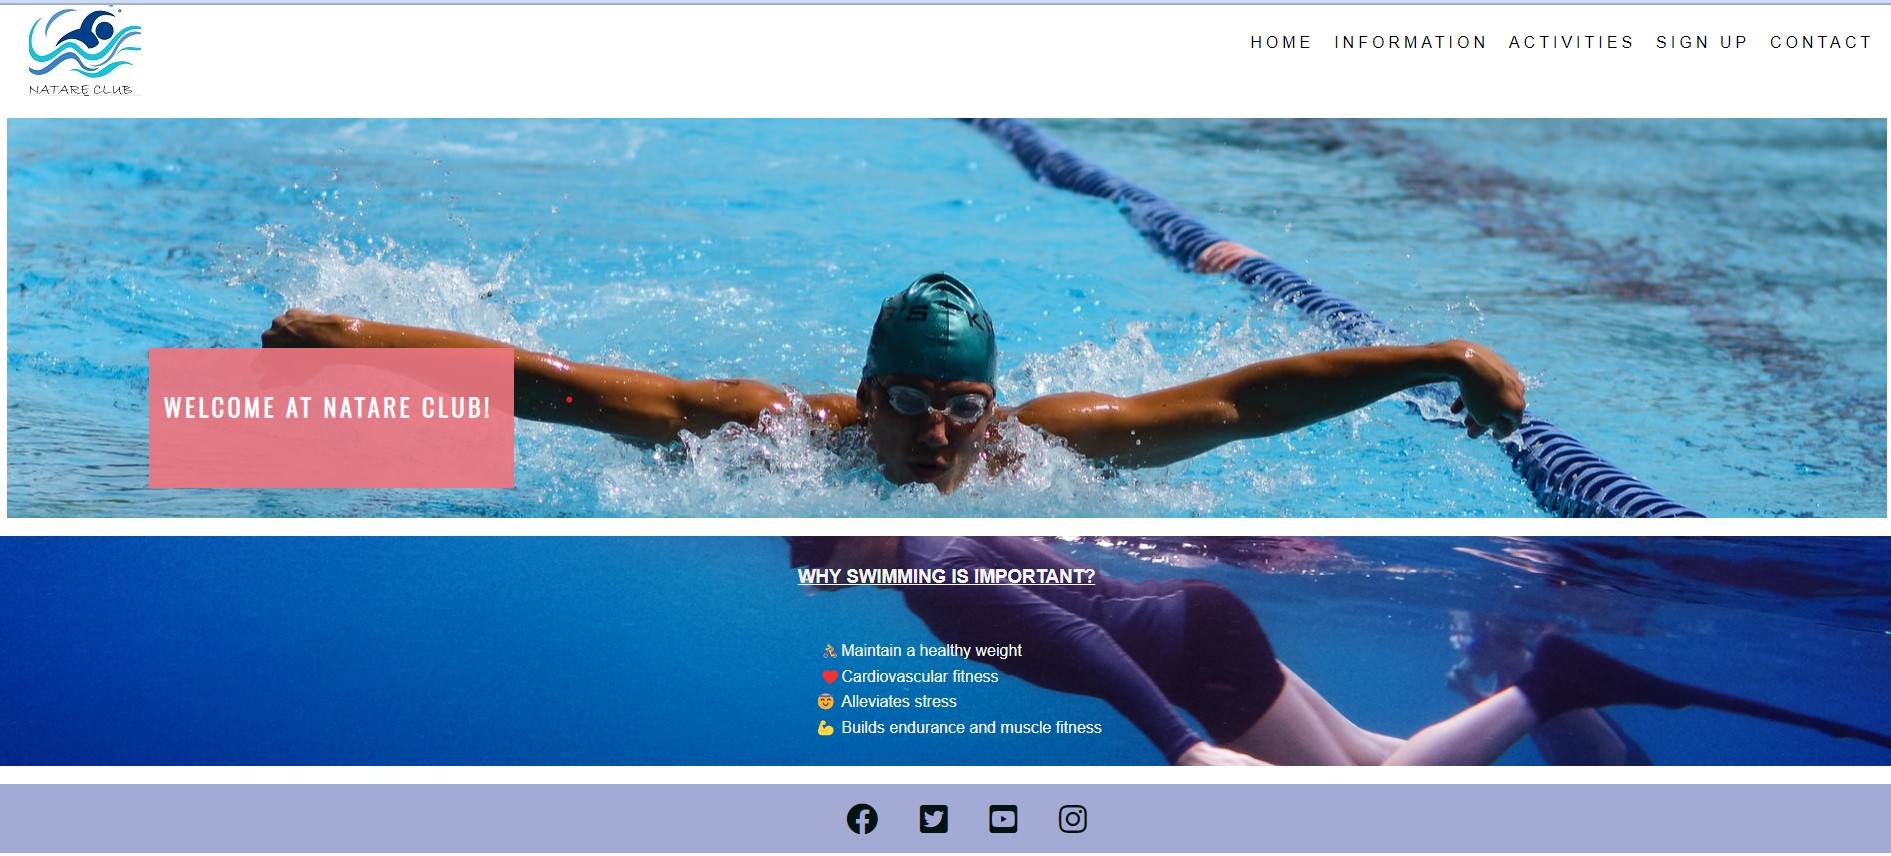 NATARE CLUB
HOME INFORMATION ACTIVITIES SIGN UP CONTACT
WELCOME AT NATARE CLUB!
WHY SWIMMING IS IMPORTANT?
🚴 Maintain a healthy weight
❤️ Cardiovascular fitness
😇 Alleviates stress
💪 Builds endurance and muscle fitness